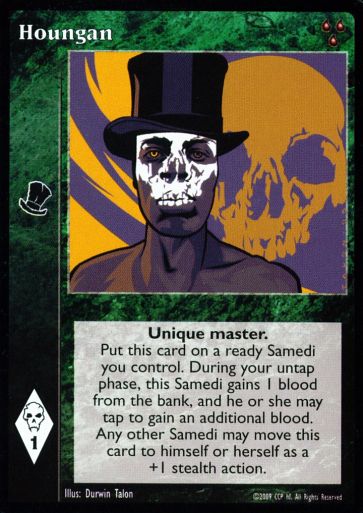 Houngan
Unique master.
Put this card on a ready Samedi
you control. During your untap
phase, this Samedi gains 1 blood
from the bank, and he or she may
tap to gain an additional blood.
Any other Samedi may move this
card to himself or herself as a
+1 stealth action.
1
Illus: Durwin Talon
©2009 CCP hf. All Rights Reserved